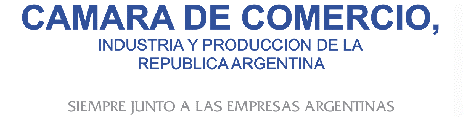 CAMARA DE COMERCIO,
INDUSTRIA Y PRODUCCION DE LA
REPUBLICA ARGENTINA
SIEMPRE JUNTO A LAS EMPRESAS ARGENTINAS